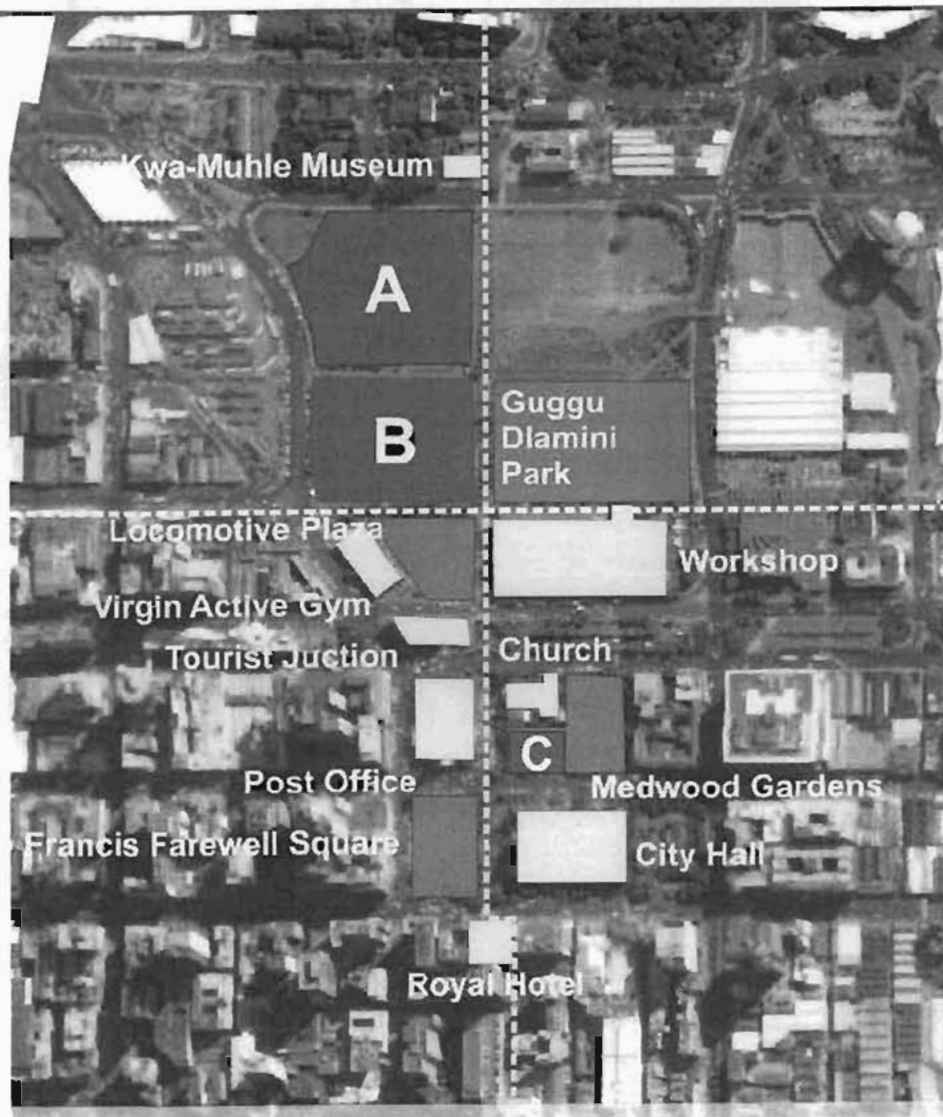 Kwa-Muhle Museum
A
B
Guggu
Dlamini
Park
Locomotive Plaza
Workshop
Virgin Active Gym
Tourist Juction
Church
C
Post Office
Medwood Gardens
Francis Farewell Square
City Hall
Royal Hotel